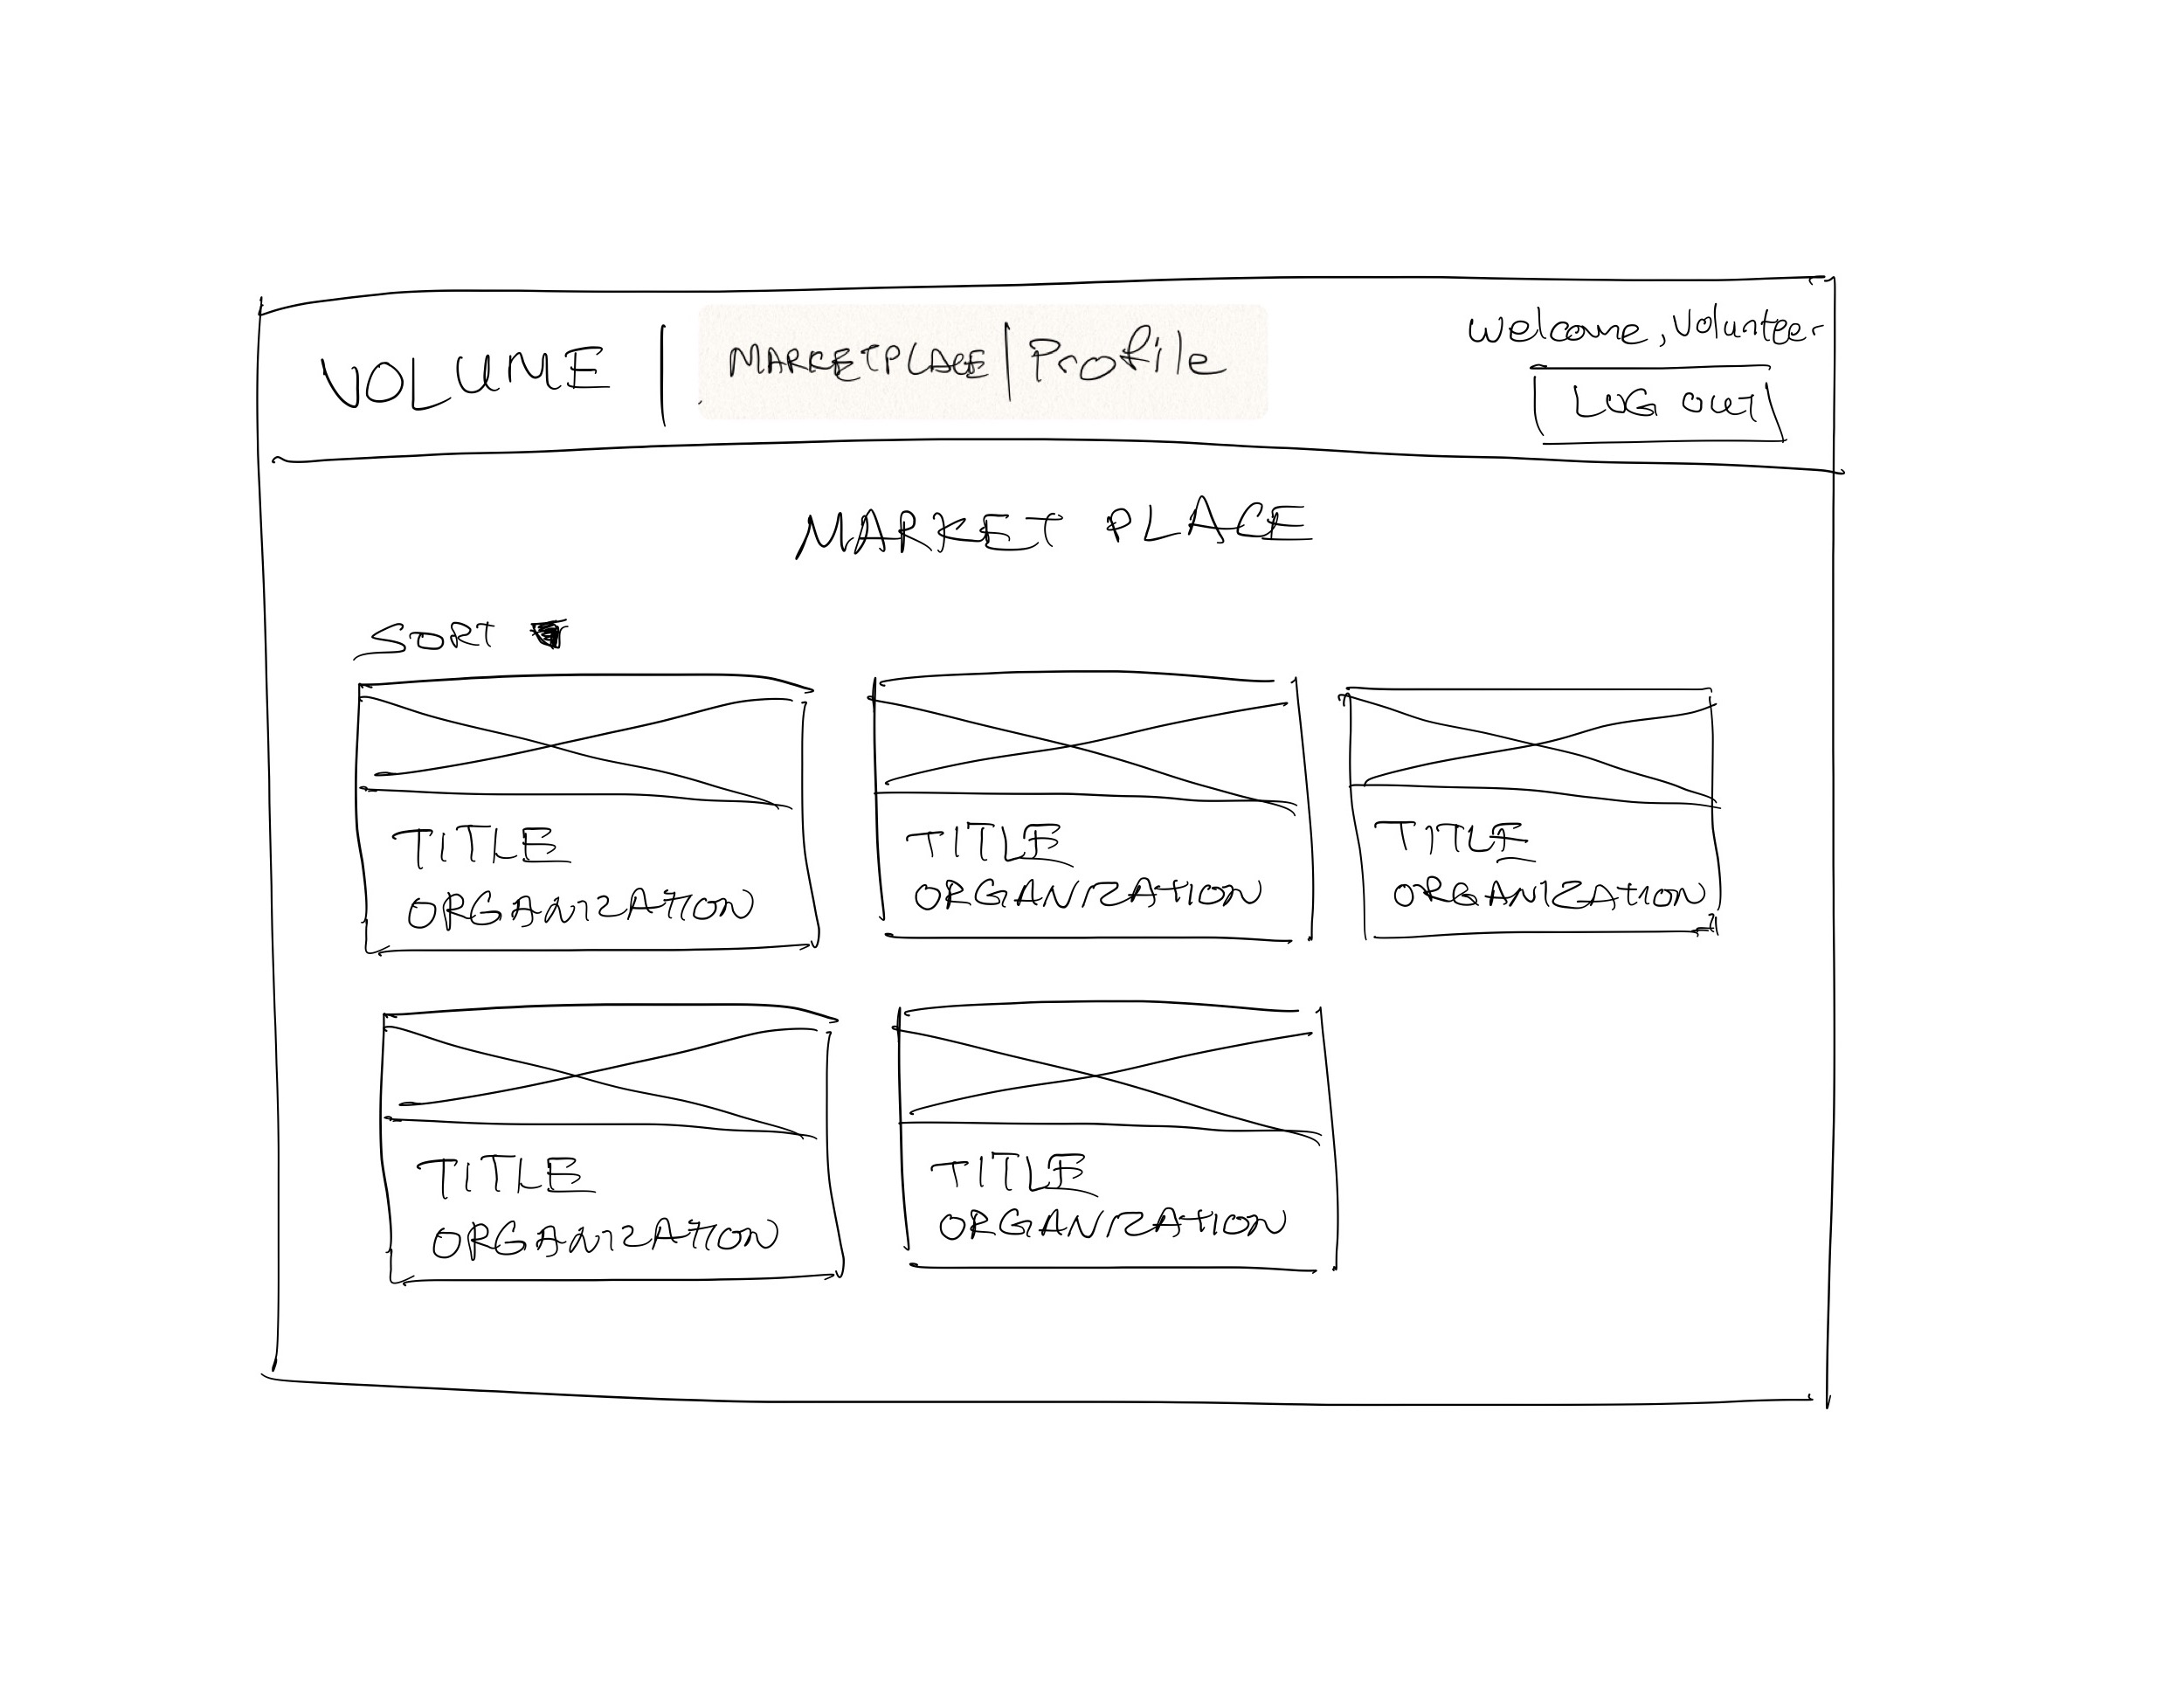 VOLUME | MARKETPLACE | Profile
Welcome, Volunteer
LOG OUT
MARKET PLACE
SORT
TITLE TITLE TITLE
ORGANIZATION ORGANIZATION ORGANIZATION
TITLE TITLE
ORGANIZATION ORGANIZATION